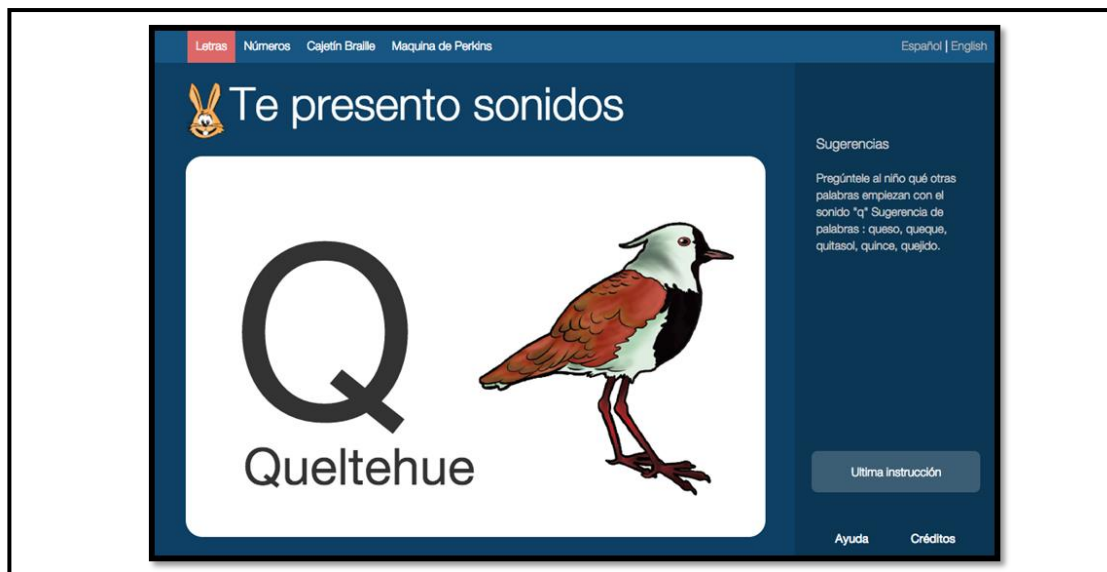 Letras Números Cajetín Braille Maquina de Perkins Español | English
Te presento sonidos
Q
Queltehue
Sugerencias
Pregúntele al niño qué otras
palabras empiezan con el
sonido "q" Sugerencia de
palabras : queso, queque,
quitasol, quince, quejido.
Ultima instrucción
Ayuda Créditos